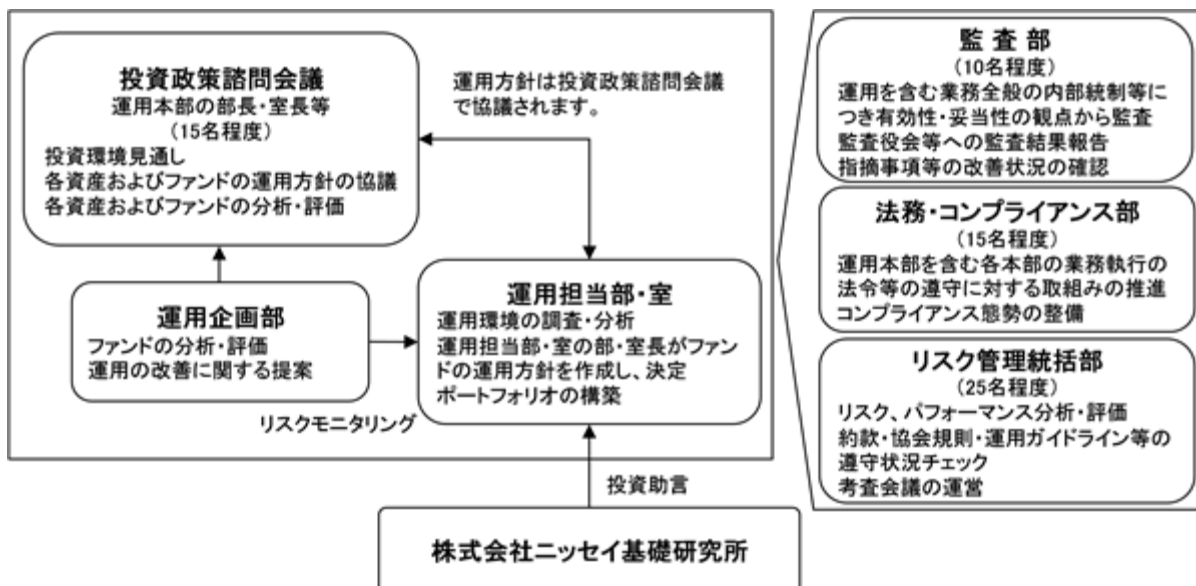 投資政策諮問会議
運用本部の部長・室長等
(15名程度)
投資環境見通し
各資産およびファンドの運用方針の協議
各資産およびファンドの分析・評価
運用方針は投資政策諮問会議
で協議されます。
運用企画部
ファンドの分析・評価
運用の改善に関する提案
リスクモニタリング
運用担当部・室
運用環境の調査・分析
運用担当部・室の部・室長がファン
ドの運用方針を作成し、決定
ポートフォリオの構築
投資助言
株式会社ニッセイ基礎研究所
監 査 部
(10名程度)
運用を含む業務全般の内部統制等に
つき有効性・妥当性の観点から監査
監査役会等への監査結果報告
指摘事項等の改善状況の確認
法務・コンプライアンス部
(15名程度)
運用本部を含む各本部の業務執行の
法令等の遵守に対する取組みの推進
コンプライアンス態勢の整備
リスク管理統括部
(25名程度)
リスク、パフォーマンス分析・評価
約款・協会規則・運用ガイドライン等の
遵守状況チェック
考査会議の運営